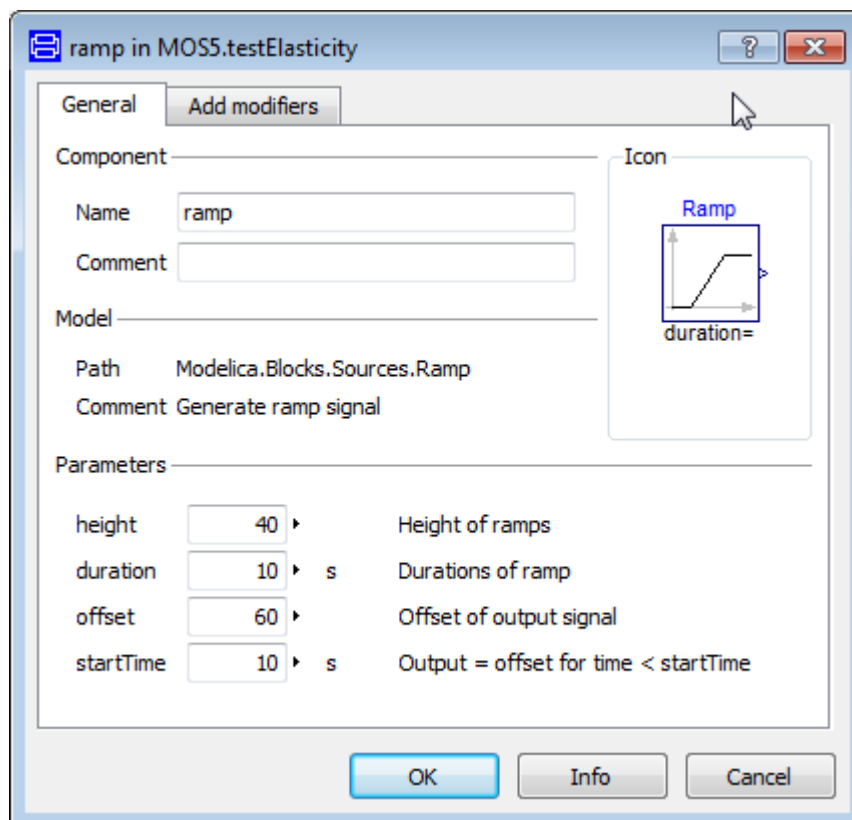 ramp in MOS5.testElasticity
?
General
Add modifiers
Component
Name ramp
Comment
Icon
Ramp
duration=
Model
Path Modelica.Blocks.Sources.Ramp
Comment Generate ramp signal
Parameters
height 40 Height of ramps
duration 10 s Durations of ramp
offset 60 Offset of output signal
startTime 10 s Output = offset for time < startTime
OK Info Cancel